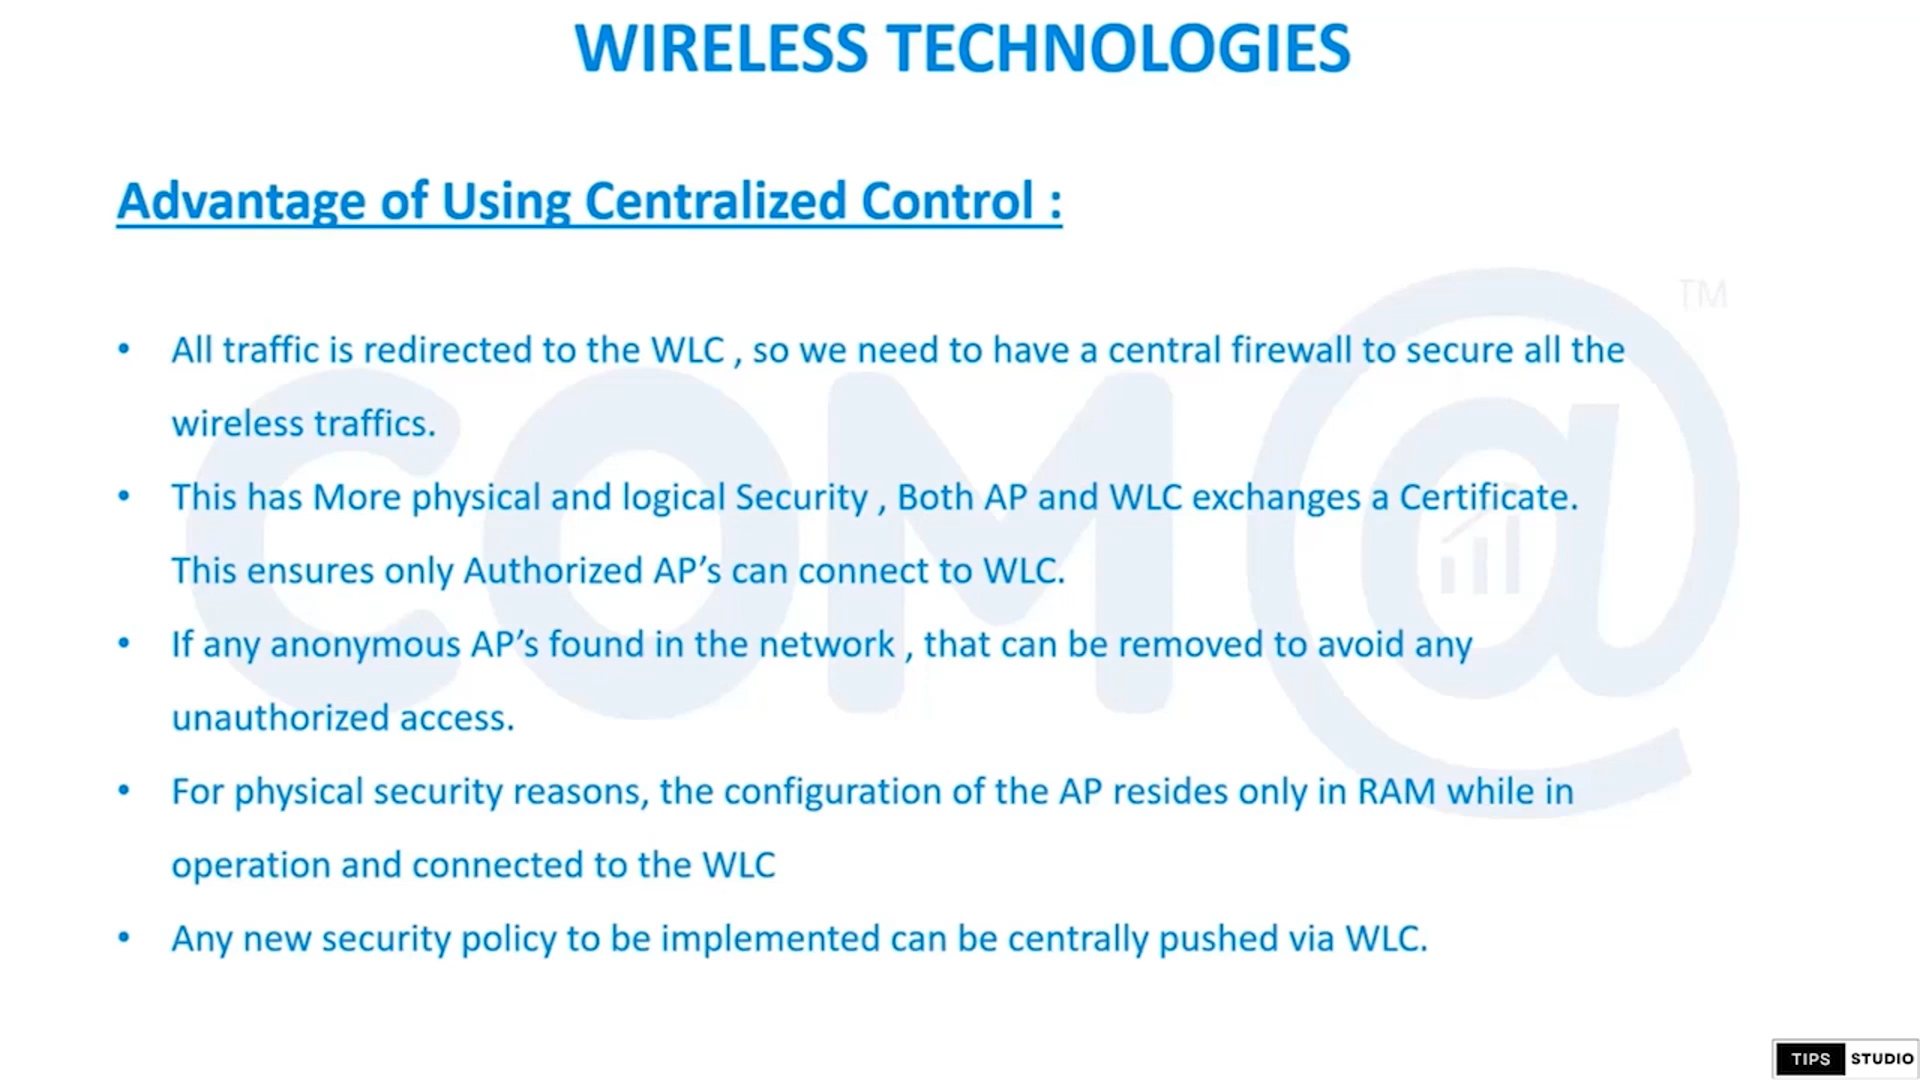 WIRELESS TECHNOLOGIES
Advantage of Using Centralized Control :
• All traffic is redirected to the WLC , so we need to have a central firewall to secure all the
wireless traffics.
• This has More physical and logical Security , Both AP and WLC exchanges a Certificate.
This ensures only Authorized AP’s can connect to WLC.
• If any anonymous AP’s found in the network , that can be removed to avoid any
unauthorized access.
• For physical security reasons, the configuration of the AP resides only in RAM while in
operation and connected to the WLC
• Any new security policy to be implemented can be centrally pushed via WLC.
COM@ TM
TIPS STUDIO